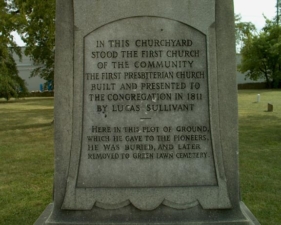 IN THIS CHURCHYARD
STOOD THE FIRST CHURCH
OF THE COMMUNITY
THE FIRST PRESBYTERIAN CHURCH
BUILT AND PRESENTED TO
THE CONGREGATION IN 1811
BY LUCAS SULLIVANT
HERE IN THIS PLOT OF GROUND,
WHICH HE GAVE TO THE PIONEERS,
HE WAS BURIED, AND LATER
REMOVED TO GREEN LAWN CEMETERY